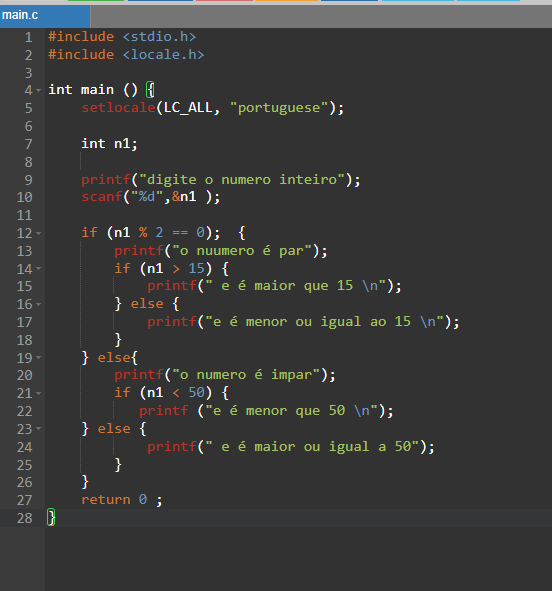 main.c
1 #include <stdio.h>
2 #include <locale.h>
3
4 int main () {
5 setlocale(LC_ALL, "portuguese");
6
7 int n1;
8
9 printf("digite o numero inteiro");
10 scanf("%d",&n1 );
11
12 if (n1 % 2 == 0);  {
13 printf("o nuumero é par");
14 if (n1 > 15) {
15 printf(" e é maior que 15 \n");
16 } else {
17 printf("e é menor ou igual ao 15 \n");
18 }
19 } else{
20 printf("o numero é impar");
21 if (n1 < 50) {
22 printf ("e é menor que 50 \n");
23 } else {
24 printf(" e é maior ou igual a 50");
25 }
26 }
27 return 0 ;
28 }